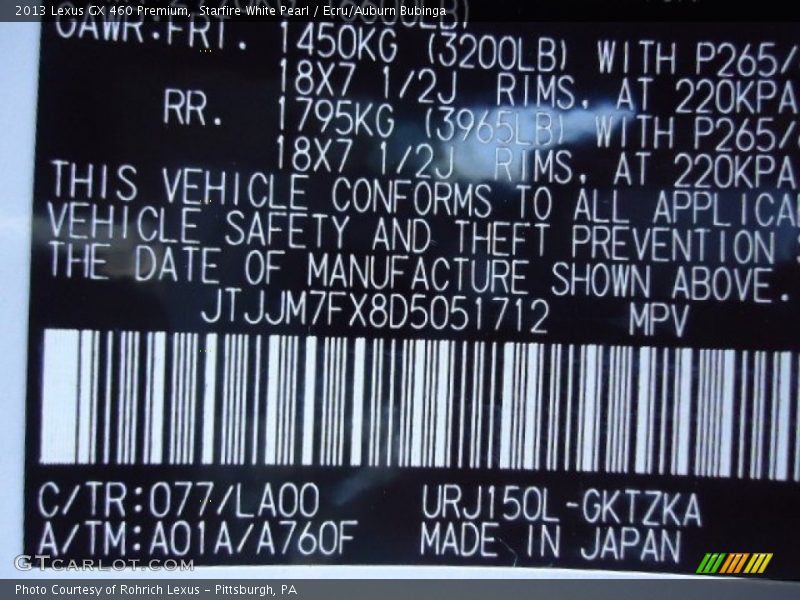 2013 Lexus GX 460 Premium, Starfire White Pearl / Ecru/Auburn Bubinga
GAWR:FRT. 1450KG (3200LB) WITH P265/
18X7 1/2J RIMS, AT 220KPA
RR. 1795KG (3965LB) WITH P265/
18X7 1/2J RIMS, AT 220KPA
THIS VEHICLE CONFORMS TO ALL APPLICA
VEHICLE SAFETY AND THEFT PREVENTION
THE DATE OF MANUFACTURE SHOWN ABOVE.
JTJJM7FX8D5051712 MPV
C/TR:077/LA00 URJ150L-GKTZKA
A/TM:A01A/A760F MADE IN JAPAN
GTcarlot.com
Photo Courtesy of Rohrich Lexus - Pittsburgh, PA